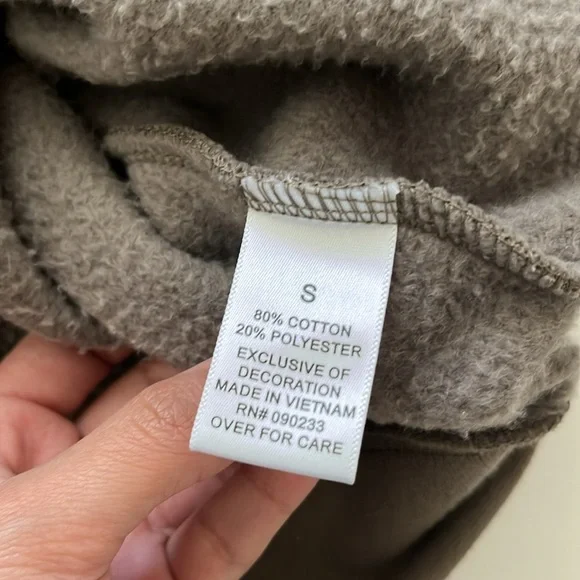 S
80% COTTON
20% POLYESTER
EXCLUSIVE OF
DECORATION
MADE IN VIETNAM
RN# 090233
OVER FOR CARE